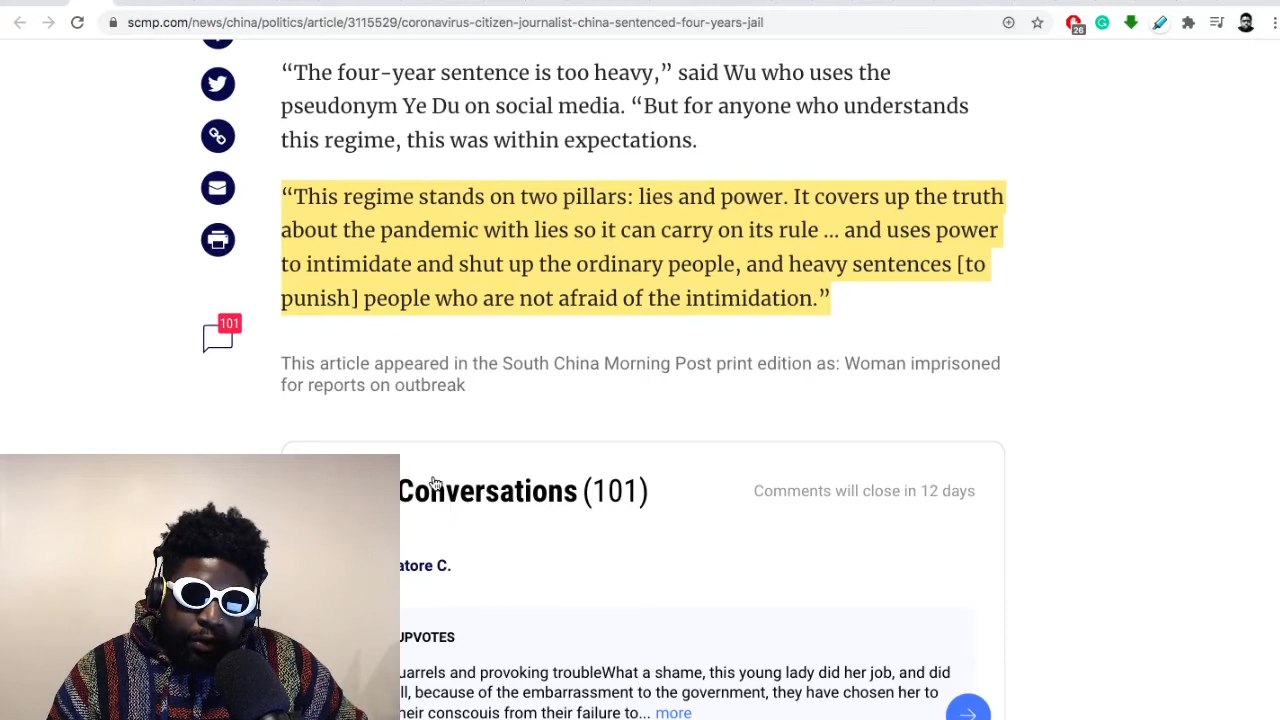 scmp.com/news/china/politics/article/3115529/coronavirus-citizen-journalist-china-sentenced-four-years-jail
26
“The four-year sentence is too heavy,” said Wu who uses the
pseudonym Ye Du on social media. “But for anyone who understands
this regime, this was within expectations.
“This regime stands on two pillars: lies and power. It covers up the truth
about the pandemic with lies so it can carry on its rule ... and uses power
to intimidate and shut up the ordinary people, and heavy sentences [to
punish] people who are not afraid of the intimidation.”
101
This article appeared in the South China Morning Post print edition as: Woman imprisoned
for reports on outbreak
Conversations (101)
Comments will close in 12 days
atore C.
UPVOTES
uarrels and provoking troubleWhat a shame, this young lady did her job, and did
ll, because of the embarrassment to the government, they have chosen her to
heir conscouis from their failure to... more